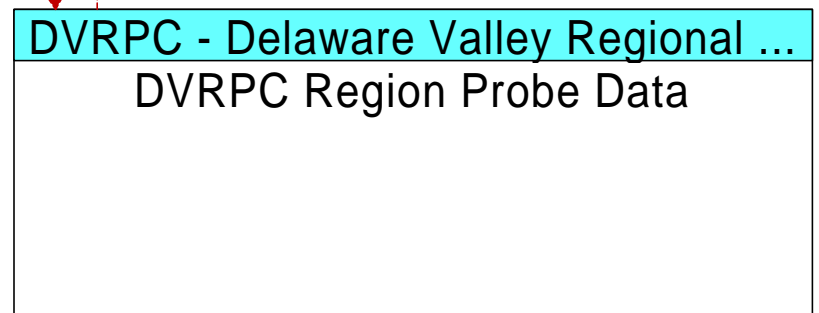 DVRPC - Delaware Valley Regional ...
DVRPC Region Probe Data